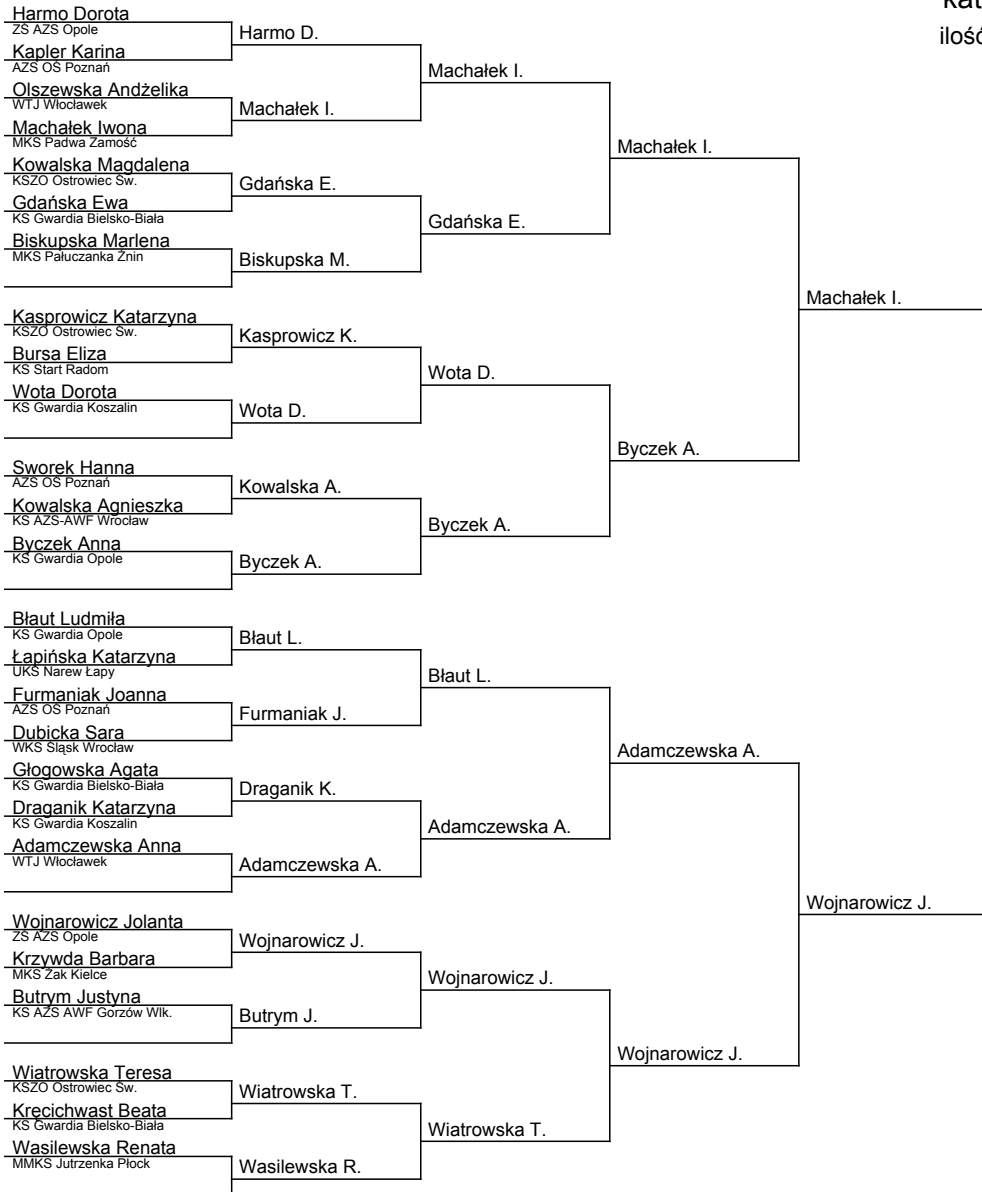 kat
ilość
Harmo Dorota
ZS AZS Opole
Kapler Karina
AZS OŚ Poznań
Olszewska Andżelika
WTJ Włocławek
Machałek Iwona
MKS Padwa Zamość
Kowalska Magdalena
KSZO Ostrowiec Św.
Gdańska Ewa
KS Gwardia Bielsko-Biała
Biskupska Marlena
MKS Pałuczanka Żnin
Kasprowicz Katarzyna
KSZO Ostrowiec Św.
Bursa Eliza
KS Start Radom
Wota Dorota
KS Gwardia Koszalin
Sworek Hanna
AZS OŚ Poznań
Kowalska Agnieszka
KS AZS-AWF Wrocław
Byczek Anna
KS Gwardia Opole
Błaut Ludmiła
KS Gwardia Opole
Łapińska Katarzyna
UKS Narew Łapy
Furmaniak Joanna
AZS OŚ Poznań
Dubicka Sara
WKS Śląsk Wrocław
Głogowska Agata
KS Gwardia Bielsko-Biała
Draganik Katarzyna
KS Gwardia Koszalin
Adamczewska Anna
WTJ Włocławek
Wojnarowicz Jolanta
ZS AZS Opole
Krzywda Barbara
MKS Żak Kielce
Butrym Justyna
KS AZS AWF Gorzów Wlk.
Wiatrowska Teresa
KSZO Ostrowiec Św.
Kręcichwast Beata
KS Gwardia Bielsko-Biała
Wasilewska Renata
MMKS Jutrzenka Płock
Harmo D.
Machałek I.
Gdańska E.
Biskupska M.
Kasprowicz K.
Wota D.
Kowalska A.
Byczek A.
Błaut L.
Furmaniak J.
Draganik K.
Adamczewska A.
Wojnarowicz J.
Butrym J.
Wiatrowska T.
Wasilewska R.
Machałek I.
Gdańska E.
Wota D.
Byczek A.
Błaut L.
Adamczewska A.
Wojnarowicz J.
Wiatrowska T.
Machałek I.
Byczek A.
Adamczewska A.
Wojnarowicz J.
Machałek I.
Wojnarowicz J.